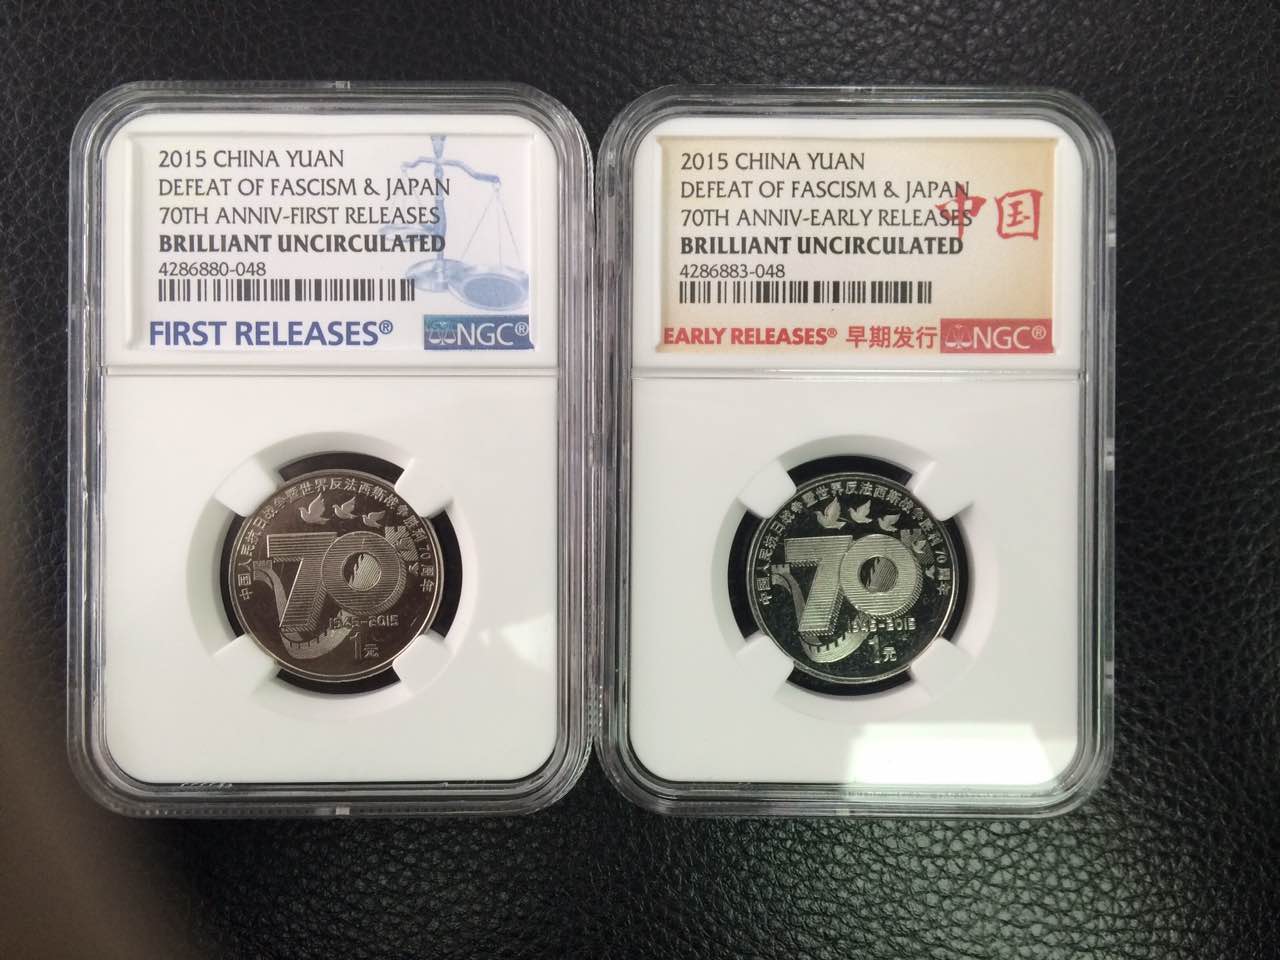 2015 CHINA YUAN
DEFEAT OF FASCISM & JAPAN
70TH ANNIV-FIRST RELEASES
BRILLIANT UNCIRCULATED
4286880-048
FIRST RELEASES®
NGC®
中国人民抗日战争暨世界反法西斯战争胜利70周年
70
1945-2015
1元
2015 CHINA YUAN
DEFEAT OF FASCISM & JAPAN
70TH ANNIV-EARLY RELEASES
中国
BRILLIANT UNCIRCULATED
4286883-048
EARLY RELEASES® 早期发行
NGC®
中国人民抗日战争暨世界反法西斯战争胜利70周年
70
1945-2015
1元